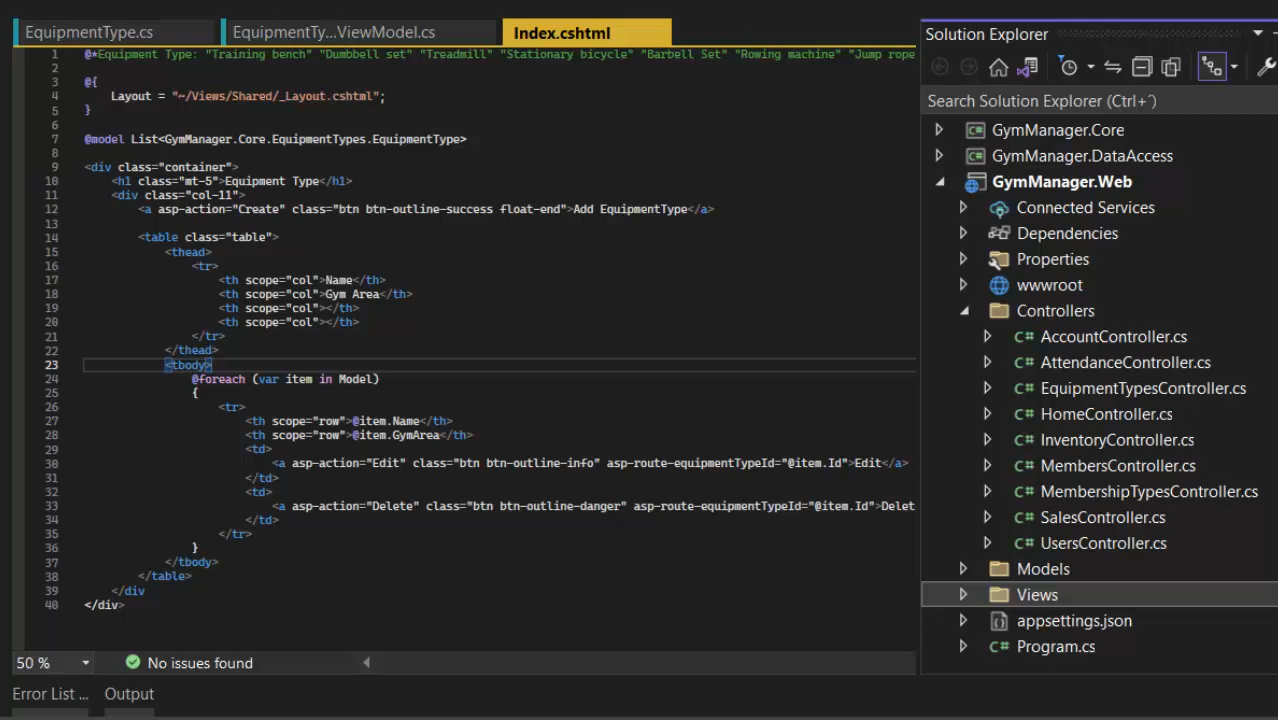 EquipmentType.cs
EquipmentTy...ViewModel.cs
Index.cshtml
1 @*Equipment Type: "Training bench" "Dumbbell set" "Treadmill" "Stationary bicycle" "Barbell Set" "Rowing machine" "Jump rope
2
3 @{
4 Layout = "~/Views/Shared/_Layout.cshtml";
5 }
6
7 @model List<GymManager.Core.EquipmentTypes.EquipmentType>
8
9 <div class="container">
10 <h1 class="mt-5">Equipment Type</h1>
11 <div class="col-11">
12 <a asp-action="Create" class="btn btn-outline-success float-end">Add EquipmentType</a>
13
14 <table class="table">
15 <thead>
16 <tr>
17 <th scope="col">Name</th>
18 <th scope="col">Gym Area</th>
19 <th scope="col"></th>
20 <th scope="col"></th>
21 </tr>
22 </thead>
23 <tbody>
24 @foreach (var item in Model)
25 {
26 <tr>
27 <th scope="row">@item.Name</th>
28 <th scope="row">@item.GymArea</th>
29 <td>
30 <a asp-action="Edit" class="btn btn-outline-info" asp-route-equipmentTypeId="@item.Id">Edit</a>
31 </td>
32 <td>
33 <a asp-action="Delete" class="btn btn-outline-danger" asp-route-equipmentTypeId="@item.Id">Delet
34 </td>
35 </tr>
36 }
37 </tbody>
38 </table>
39 </div
40 </div>
50 %
No issues found
Error List ...
Output
Solution Explorer
Search Solution Explorer (Ctrl+´)
GymManager.Core
GymManager.DataAccess
GymManager.Web
Connected Services
Dependencies
Properties
wwwroot
Controllers
C# AccountController.cs
C# AttendanceController.cs
C# EquipmentTypesController.cs
C# HomeController.cs
C# InventoryController.cs
C# MembersController.cs
C# MembershipTypesController.cs
C# SalesController.cs
C# UsersController.cs
Models
Views
appsettings.json
C# Program.cs